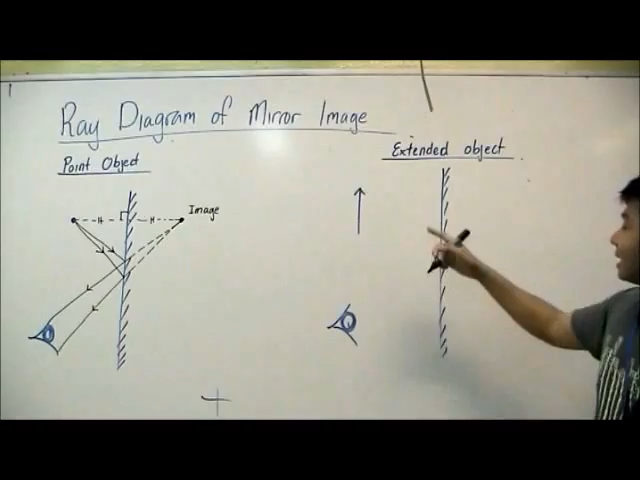 Ray Diagram of Mirror Image
Point Object
Extended object
Image